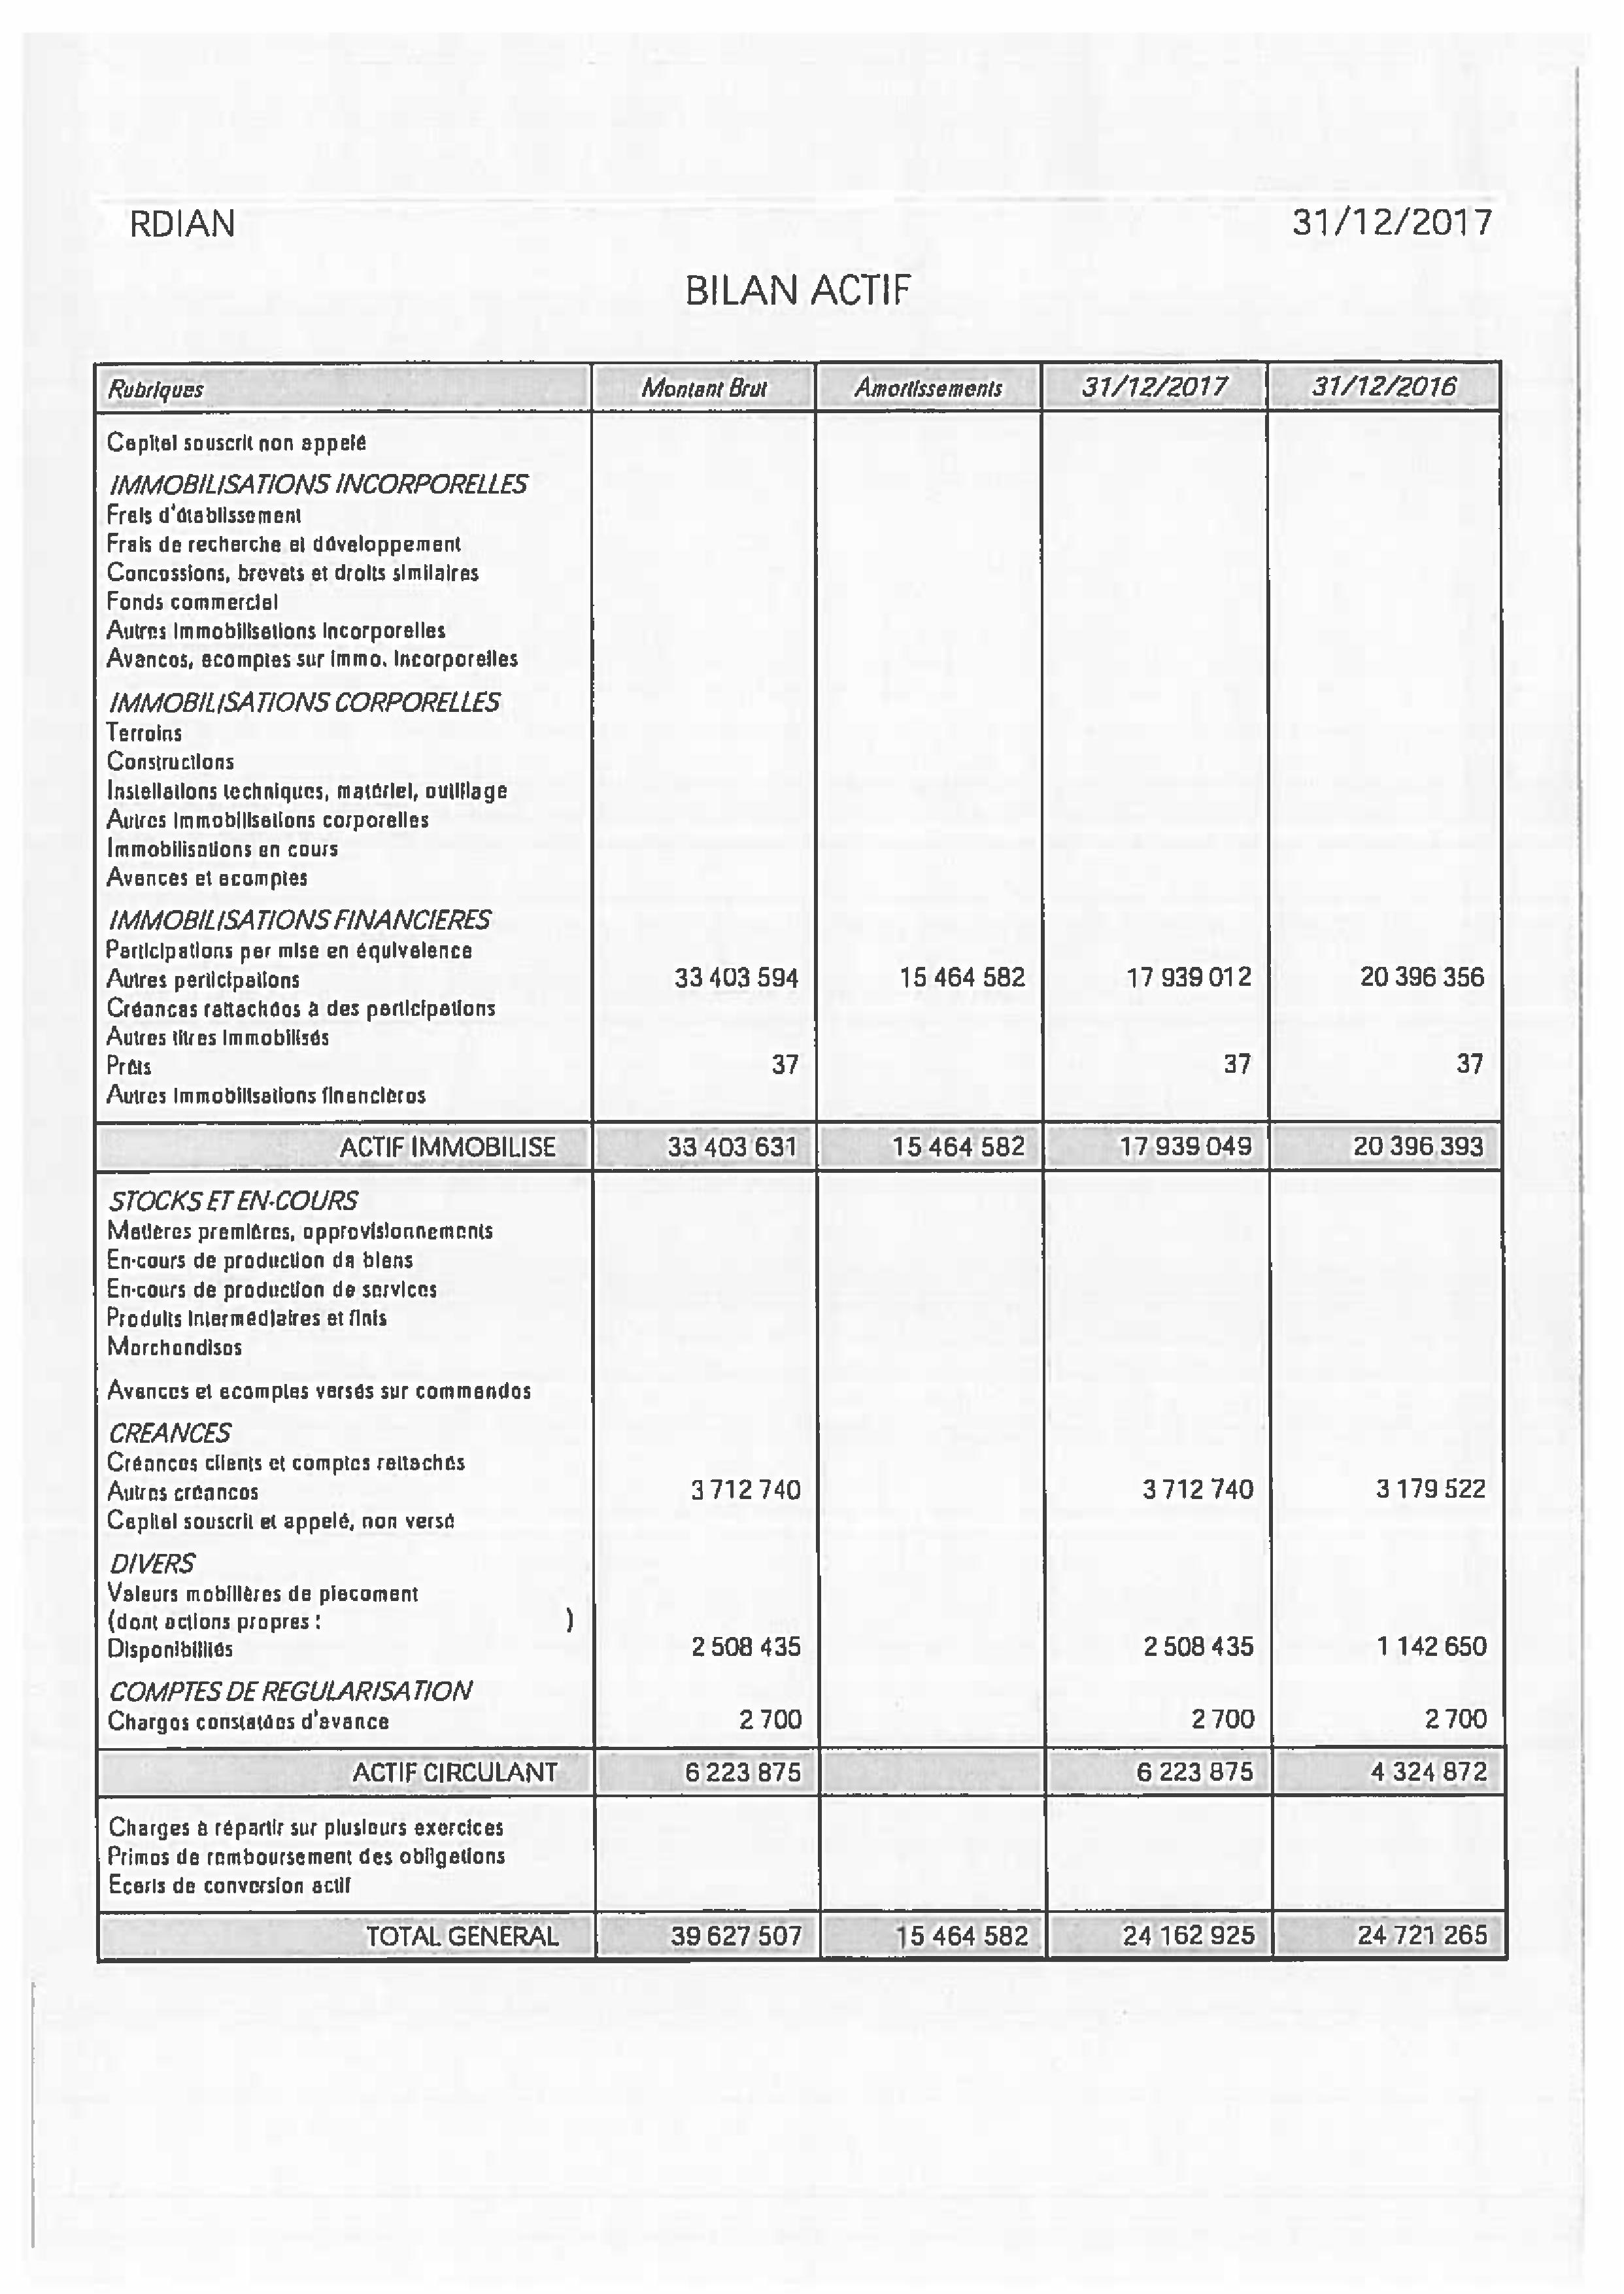 RDIAN 31/12/2017
BILAN ACTIF
Rubriques Montant Brut Amortissements 31/12/2017 31/12/2016
Capital souscrit non appelé
IMMOBILISATIONS INCORPORELLES
Frais d'établissement
Frais de recherche et développement
Concessions, brevets et droits similaires
Fonds commercial
Autres immobilisations incorporelles
Avances, acomptes sur immo. incorporelles
IMMOBILISATIONS CORPORELLES
Terrains
Constructions
Installations techniques, matériel, outillage
Autres immobilisations corporelles
Immobilisations en cours
Avances et acomptes
IMMOBILISATIONS FINANCIERES
Participations par mise en équivalence
Autres participations 33 403 594 15 464 582 17 939 012 20 396 356
Créances rattachées à des participations
Autres titres immobilisés
Prêts 37 37 37
Autres immobilisations financières
ACTIF IMMOBILISE 33 403 631 15 464 582 17 939 049 20 396 393
STOCKS ET EN-COURS
Matières premières, approvisionnements
En-cours de production de biens
En-cours de production de services
Produits intermédiaires et finis
Marchandises
Avances et acomptes versés sur commandes
CREANCES
Créances clients et comptes rattachés
Autres créances 3 712 740 3 712 740 3 179 522
Capital souscrit et appelé, non versé
DIVERS
Valeurs mobilières de placement
(dont actions propres : )
Disponibilités 2 508 435 2 508 435 1 142 650
COMPTES DE REGULARISATION
Charges constatées d'avance 2 700 2 700 2 700
ACTIF CIRCULANT 6 223 875 6 223 875 4 324 872
Charges à répartir sur plusieurs exercices
Primes de remboursement des obligations
Ecarts de conversion actif
TOTAL GENERAL 39 627 507 15 464 582 24 162 925 24 721 265